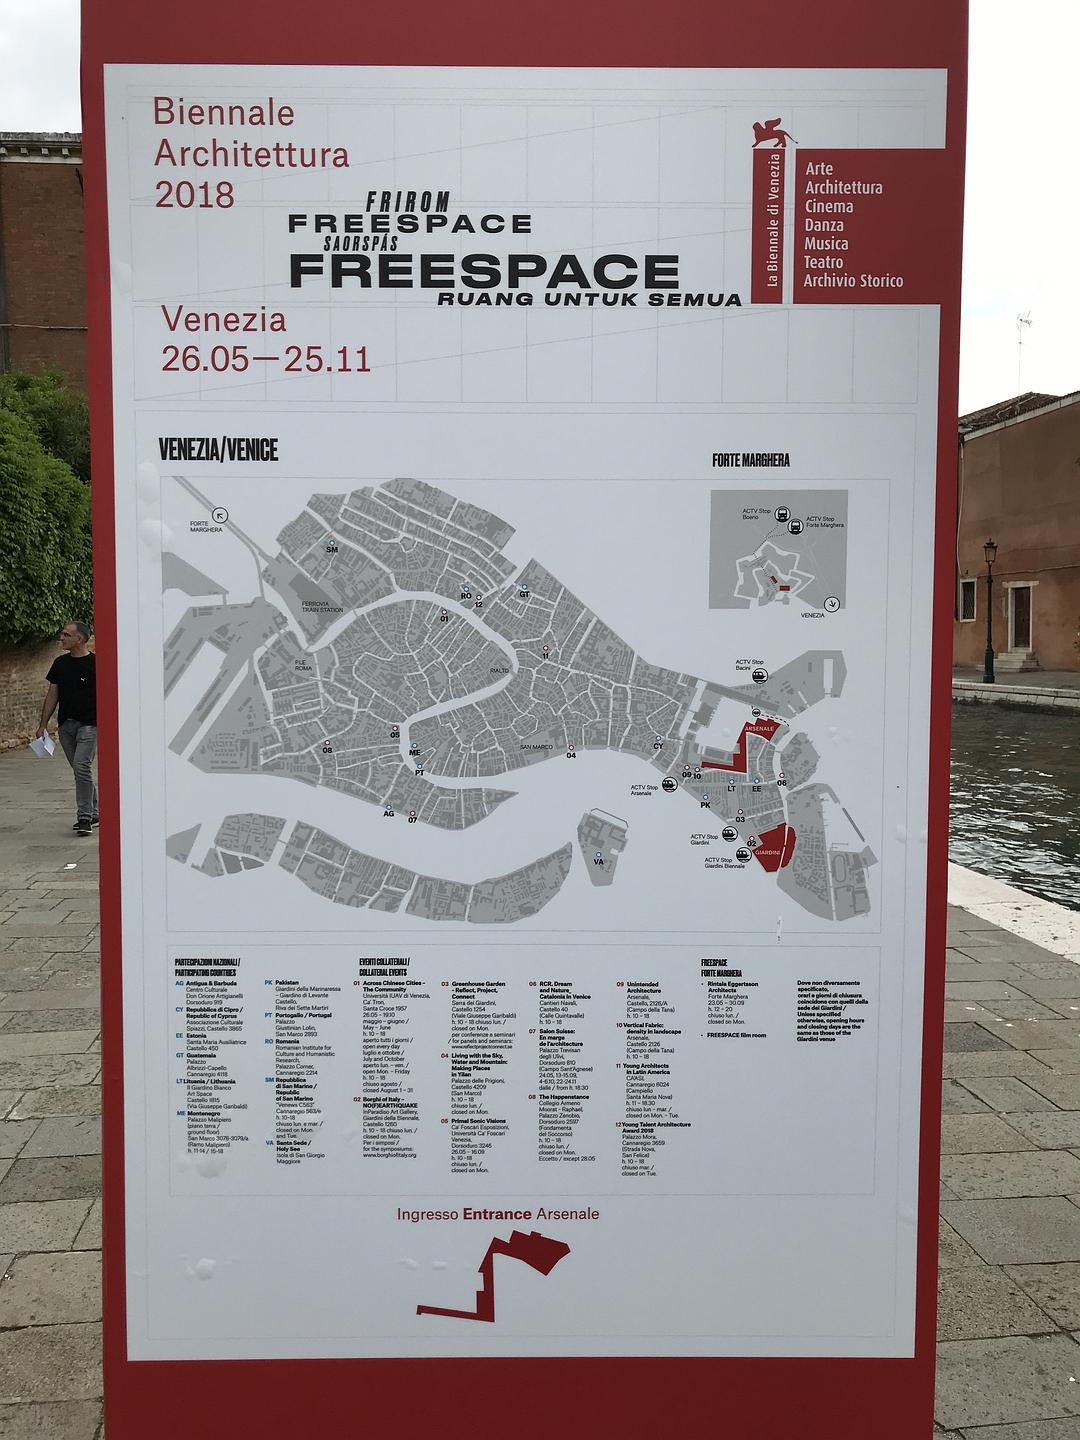 Biennale
Architettura
2018
FRIROM
FREESPACE
SAORSPÁS
FREESPACE
RUANG UNTUK SEMUA
Venezia
26.05—25.11
La Biennale di Venezia
Arte
Architettura
Cinema
Danza
Musica
Teatro
Archivio Storico
VENEZIA/VENICE
FORTE MARGHERA
FORTE
MARGHERA
SM
FERROVIA
TRAIN STATION
P.LE
ROMA
RO
12
01
GT
11
RIALTO
05
08
ME
PT
SAN MARCO
04
CY
AG
07
VA
ACTV Stop
Boerio
ACTV Stop
Forte Marghera
VENEZIA
ACTV Stop
Bacini
ARSENALE
09
10
06
LT
EE
ACTV Stop
Arsenale
PK
03
ACTV Stop
Giardini
02
GIARDINI
ACTV Stop
Giardini Biennale
PARTECIPAZIONI NAZIONALI /
PARTICIPATING COUNTRIES
AG Antigua & Barbuda
Centro Culturale
Don Orione Artigianelli
Dorsoduro 919
CY Repubblica di Cipro /
Republic of Cyprus
Associazione Culturale
Spiazzi, Castello 3865
EE Estonia
Santa Maria Ausiliatrice
Castello 450
GT Guatemala
Palazzo
Albrizzi-Capello
Cannaregio 4118
LT Lituania / Lithuania
Il Giardino Bianco
Art Space
Castello 1815
(Via Giuseppe Garibaldi)
ME Montenegro
Palazzo Malipiero
(piano terra /
ground floor)
San Marco 3078-3079/a
(Ramo Malipiero)
h. 11-14 / 15-18
PK Pakistan
Giardini della Marinaressa
– Giardino di Levante
Castello,
Riva dei Sette Martiri
PT Portogallo / Portugal
Palazzo
Giustinian Lolin,
San Marco 2893
RO Romania
Romanian Institute for
Culture and Humanistic
Research,
Palazzo Correr,
Cannaregio 2214
SM Repubblica
di San Marino /
Republic
of San Marino
"Venews C563"
Cannaregio 563/e
h. 10-18
chiuso lun. e mar. /
closed on Mon.
and Tue.
VA Santa Sede /
Holy See
Isola di San Giorgio
Maggiore
EVENTI COLLATERALI /
COLLATERAL EVENTS
01 Across Chinese Cities –
The Community
Università IUAV di Venezia,
Ca' Tron,
Santa Croce 1957
26.05 – 19.10
maggio – giugno /
May – June
h. 10 – 18
aperto tutti i giorni /
open every day
luglio e ottobre /
July and October
aperto lun. – ven. /
open Mon. – Friday
h. 10 – 18
chiuso agosto /
closed August 1 – 31
02 Borghi of Italy –
NO(F)EARTHQUAKE
InParadiso Art Gallery,
Giardini della Biennale,
Castello 1260
h. 10 – 18 chiuso lun. /
closed on Mon.
Per i simposi /
for the symposiums:
www.borghiofitaly.org
03 Greenhouse Garden
- Reflect, Project,
Connect
Serra dei Giardini,
Castello 1254
(Viale Giuseppe Garibaldi)
h. 10 – 18 chiuso lun. /
closed on Mon.
per conferenze e seminari
/ for panels and seminars:
www.reflectprojectconnect.se
04 Living with the Sky,
Water and Mountain:
Making Places
in Yilan
Palazzo delle Prigioni,
Castello 4209
(San Marco)
h. 10 – 18
chiuso lun. /
closed on Mon.
05 Primal Sonic Visions
Ca' Foscari Esposizioni,
Università Ca' Foscari
Venezia,
Dorsoduro 3246
26.05 – 16.09
h. 10 -18
chiuso lun. /
closed on Mon.
06 RCR. Dream
and Nature_
Catalonia in Venice
Cantieri Navali,
Castello 40
(Calle Quintavalle)
h. 10 – 18
chiuso lun. /
closed on Mon.
07 Salon Suisse:
En marge
de l'architecture
Palazzo Trevisan
degli Ulivi,
Dorsoduro 810
(Campo Sant'Agnese)
24.05, 13-15.09,
4-6.10, 22-24.11
dalle / from h. 18.30
08 The Happenstance
Collegio Armeno
Moorat - Raphael,
Palazzo Zenobio,
Dorsoduro 2597
(Fondamenta
del Soccorso)
h. 10 – 18
chiuso lun. /
closed on Mon.
Eccetto / except 28.05
09 Unintended
Architecture
Arsenale,
Castello, 2126/A
(Campo della Tana)
h. 10 – 18
10 Vertical Fabric:
density in landscape
Arsenale,
Castello 2126
(Campo della Tana)
h. 10 – 18
11 Young Architects
in Latin America
CA'ASI,
Cannaregio 6024
(Campiello
Santa Maria Nova)
h. 11 – 18.30
chiuso lun - mar. /
closed on Mon. - Tue.
12 Young Talent Architecture
Award 2018
Palazzo Mora,
Cannaregio 3659
(Strada Nova,
San Felice)
h. 10 – 18
chiuso mar. /
closed on Tue.
FREESPACE
FORTE MARGHERA
• Rintala Eggertsson
Architects
Forte Marghera
23.05 – 30.09
h. 12 – 20
chiuso lun. /
closed on Mon.
• FREESPACE film room
Dove non diversamente
specificato,
orari e giorni di chiusura
coincidono con quelli della
sede dei Giardini /
Unless specified
otherwise, opening hours
and closing days are the
same as those of the
Giardini venue
Ingresso Entrance Arsenale